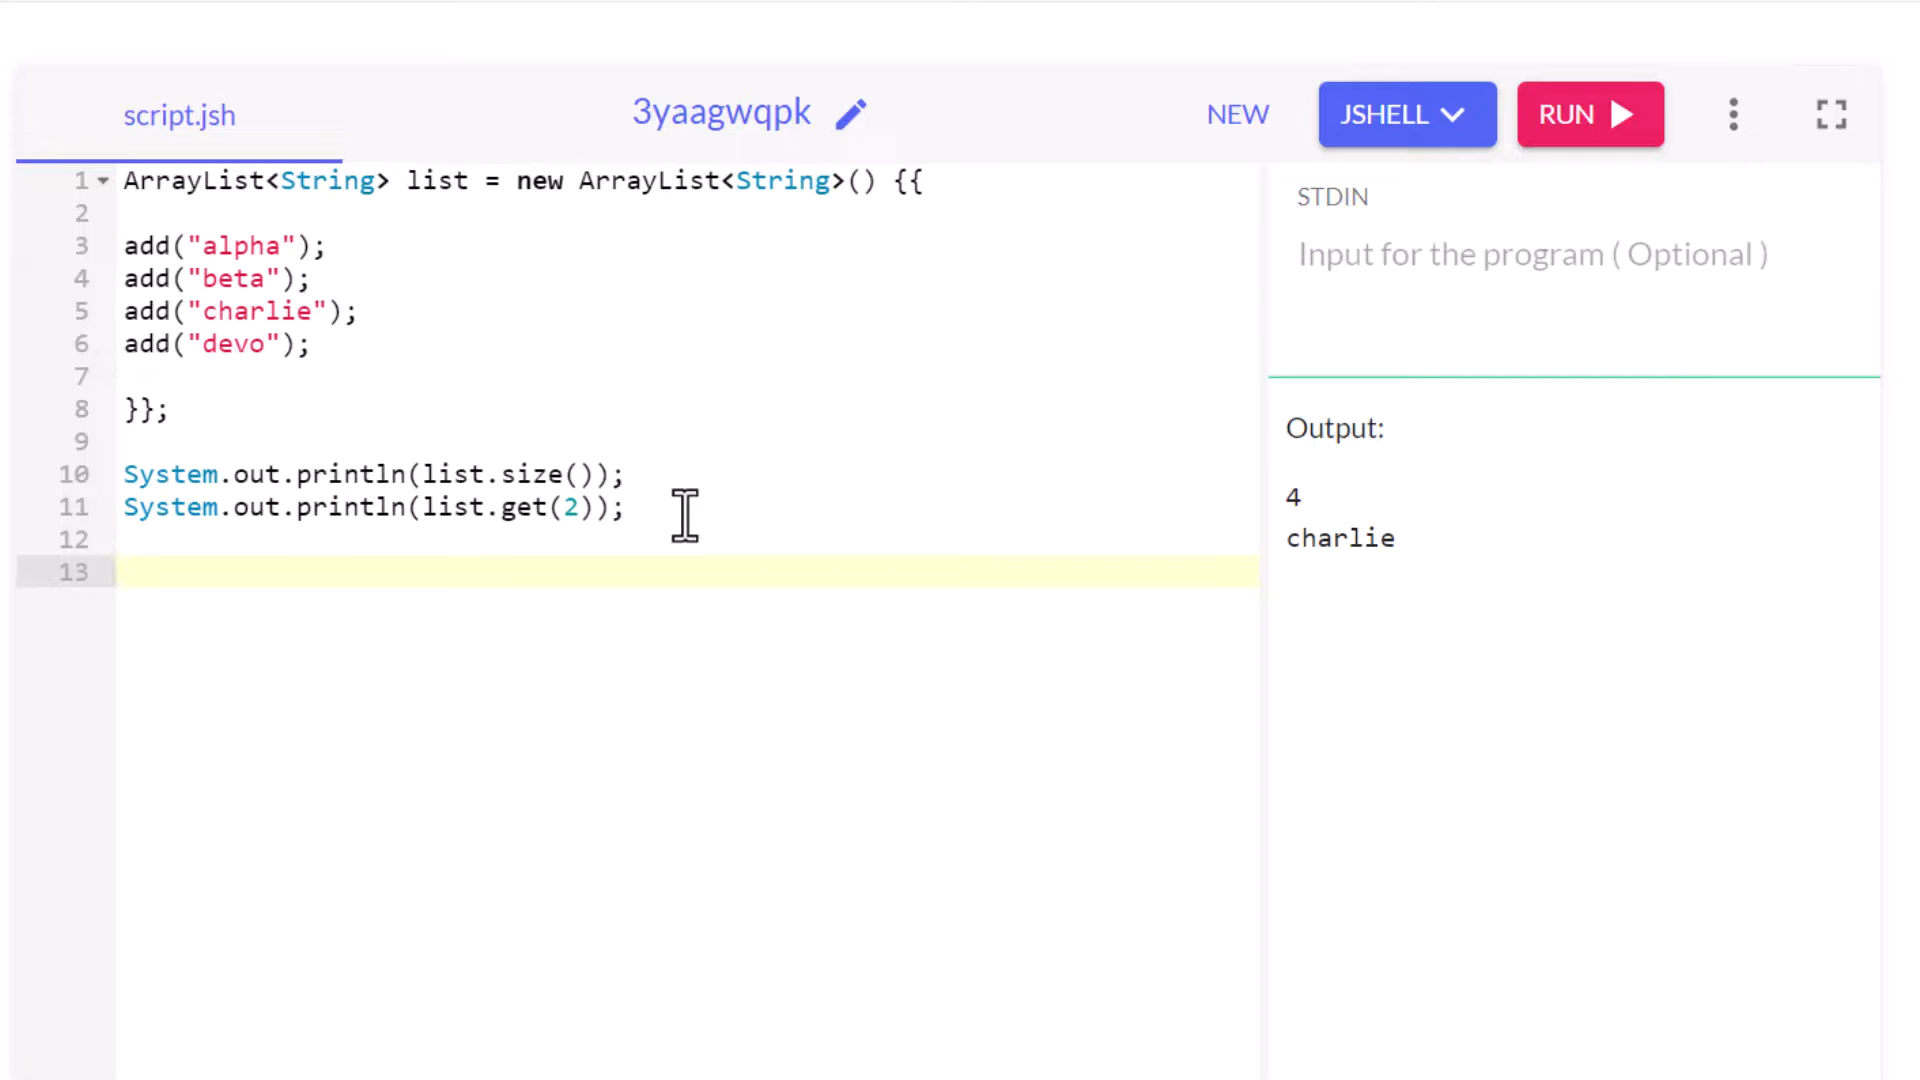 script.jsh
3yaagwqpk
NEW
JSHELL
RUN
1 ArrayList<String> list = new ArrayList<String>() {{
2
3 add("alpha");
4 add("beta");
5 add("charlie");
6 add("devo");
7
8 }};
9
10 System.out.println(list.size());
11 System.out.println(list.get(2));
12
13
STDIN
Input for the program ( Optional )
Output:
4
charlie